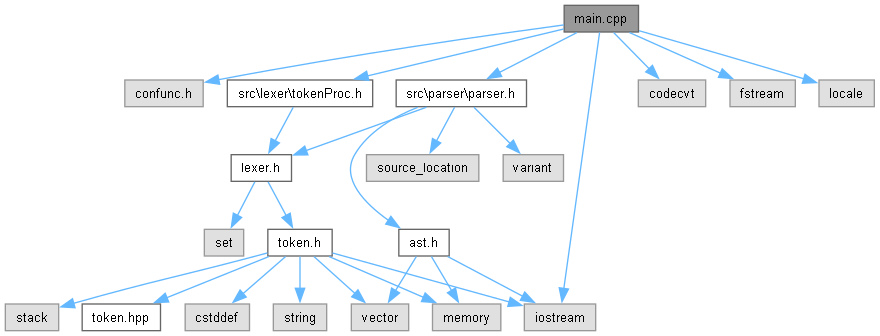 main.cpp
confunc.h
src\lexer\tokenProc.h
src\parser\parser.h
codecvt
fstream
locale
lexer.h
source_location
variant
set
token.h
ast.h
stack
token.hpp
cstddef
string
vector
memory
iostream